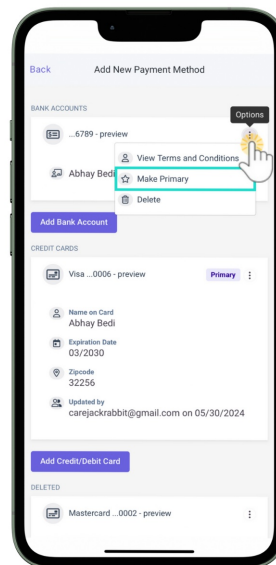 Back Add New Payment Method
BANK ACCOUNTS
Options
...6789 - preview
View Terms and Conditions
Abhay Bedi
Make Primary
Delete
Add Bank Account
CREDIT CARDS
Visa ...0006 - preview Primary
Name on Card
Abhay Bedi
Expiration Date
03/2030
Zipcode
32256
Updated by
carejackrabbit@gmail.com on 05/30/2024
Add Credit/Debit Card
DELETED
Mastercard ...0002 - preview